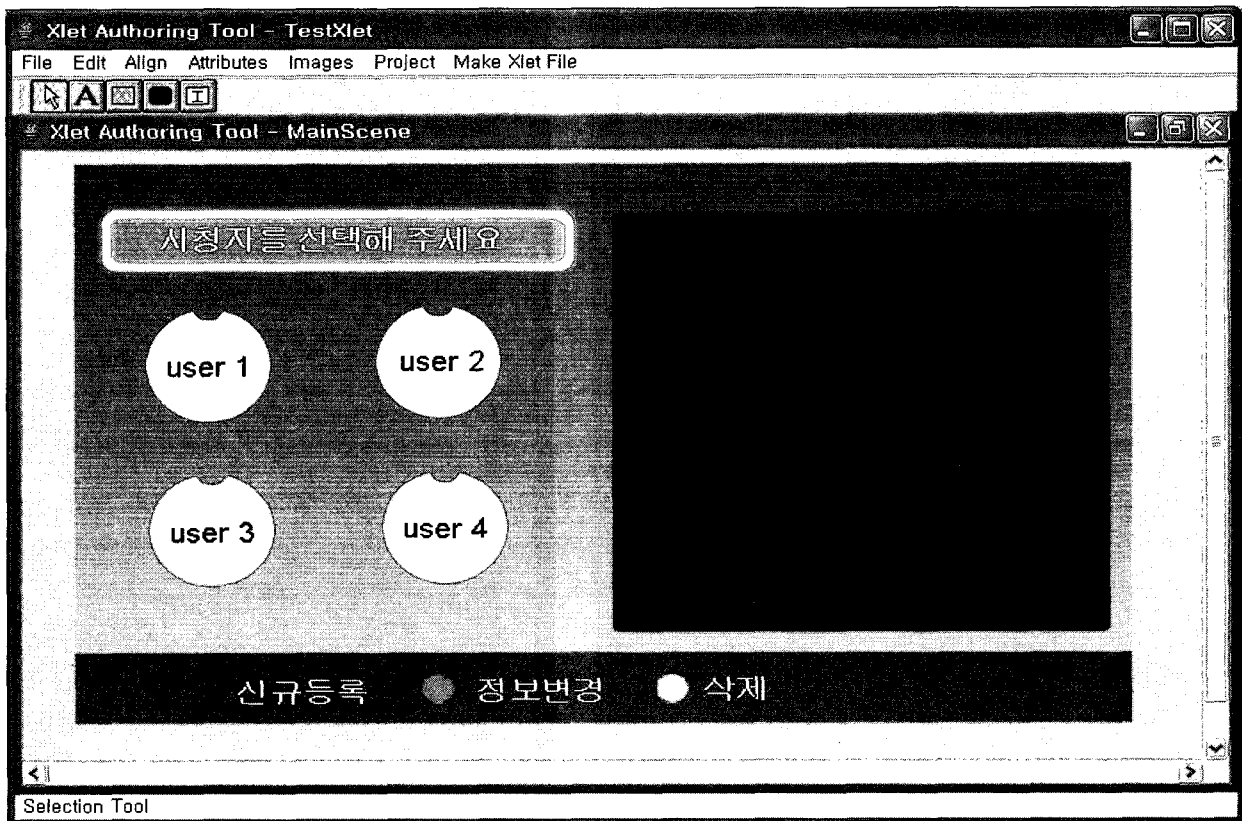 Xlet Authoring Tool - TestXlet
File Edit Align Attributes Images Project Make Xlet File
A I
Xlet Authoring Tool - MainScene
시청자를 선택해 주세요
user 1 user 2
user 3 user 4
신규등록 정보변경 삭제
Selection Tool